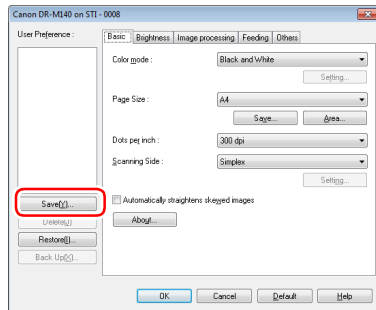 Canon DR-M140 on STI - 0008
User Preference :
Basic Brightness Image processing Feeding Others
Color mode : Black and White
Setting...
Page Size : A4
Save... Area...
Dots per inch : 300 dpi
Scanning Side : Simplex
Setting...
Save(Y)...
Automatically straightens skewed images
Delete(J)
About...
Restore(I)...
Back Up(X)...
OK Cancel Default Help